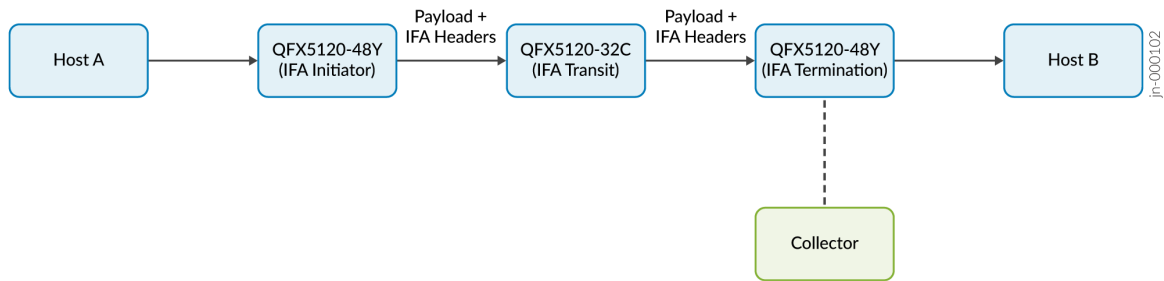 Host A
QFX5120-48Y
(IFA Initiator)
Payload +
IFA Headers
QFX5120-32C
(IFA Transit)
Payload +
IFA Headers
QFX5120-48Y
(IFA Termination)
Host B
Collector
jn-000102